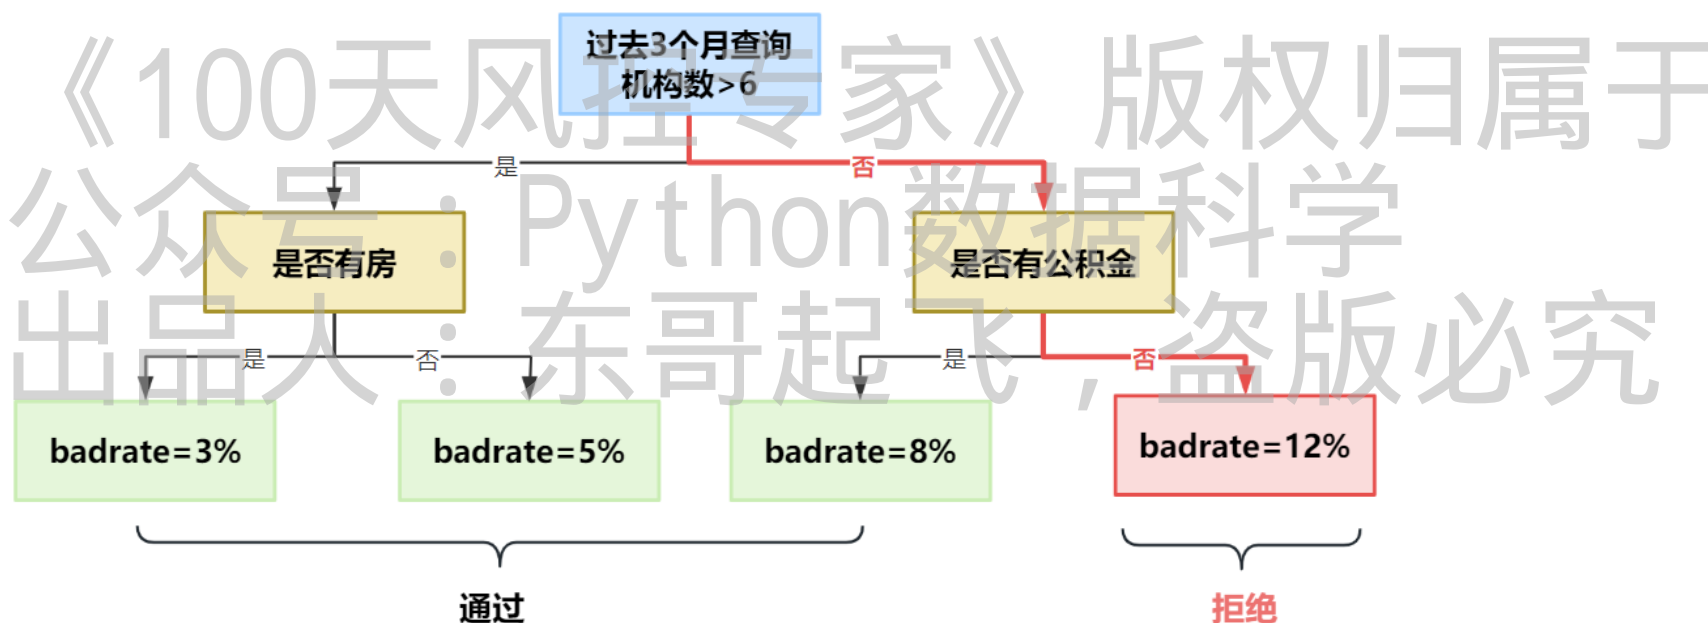 过去3个月查询
机构数>6
《100天风控专家》版权归属于
是
否
公众号：Python数据科学
是否有房
是否有公积金
出品人：东哥起飞，盗版必究
是
否
是
否
badrate=3%
badrate=5%
badrate=8%
badrate=12%
通过
拒绝